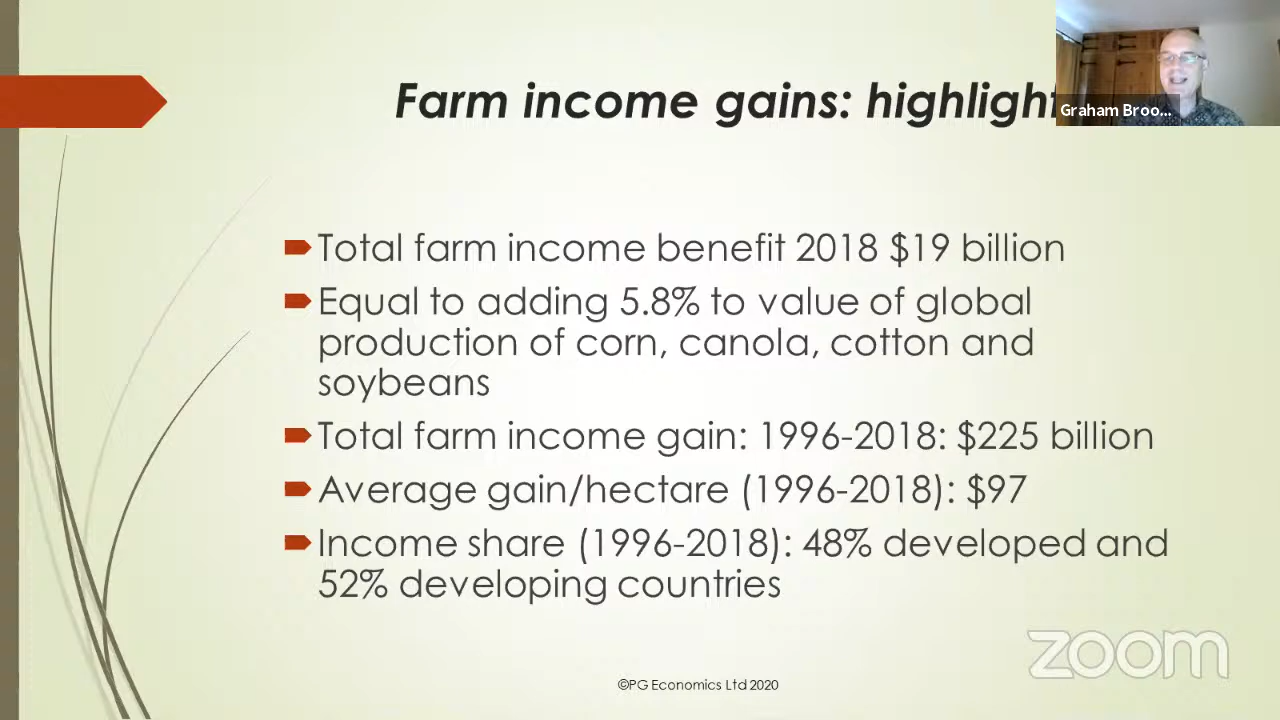 Farm income gains: highlight
Graham Broo...
Total farm income benefit 2018 $19 billion
Equal to adding 5.8% to value of global
production of corn, canola, cotton and
soybeans
Total farm income gain: 1996-2018: $225 billion
Average gain/hectare (1996-2018): $97
Income share (1996-2018): 48% developed and
52% developing countries
zoom
©PG Economics Ltd 2020